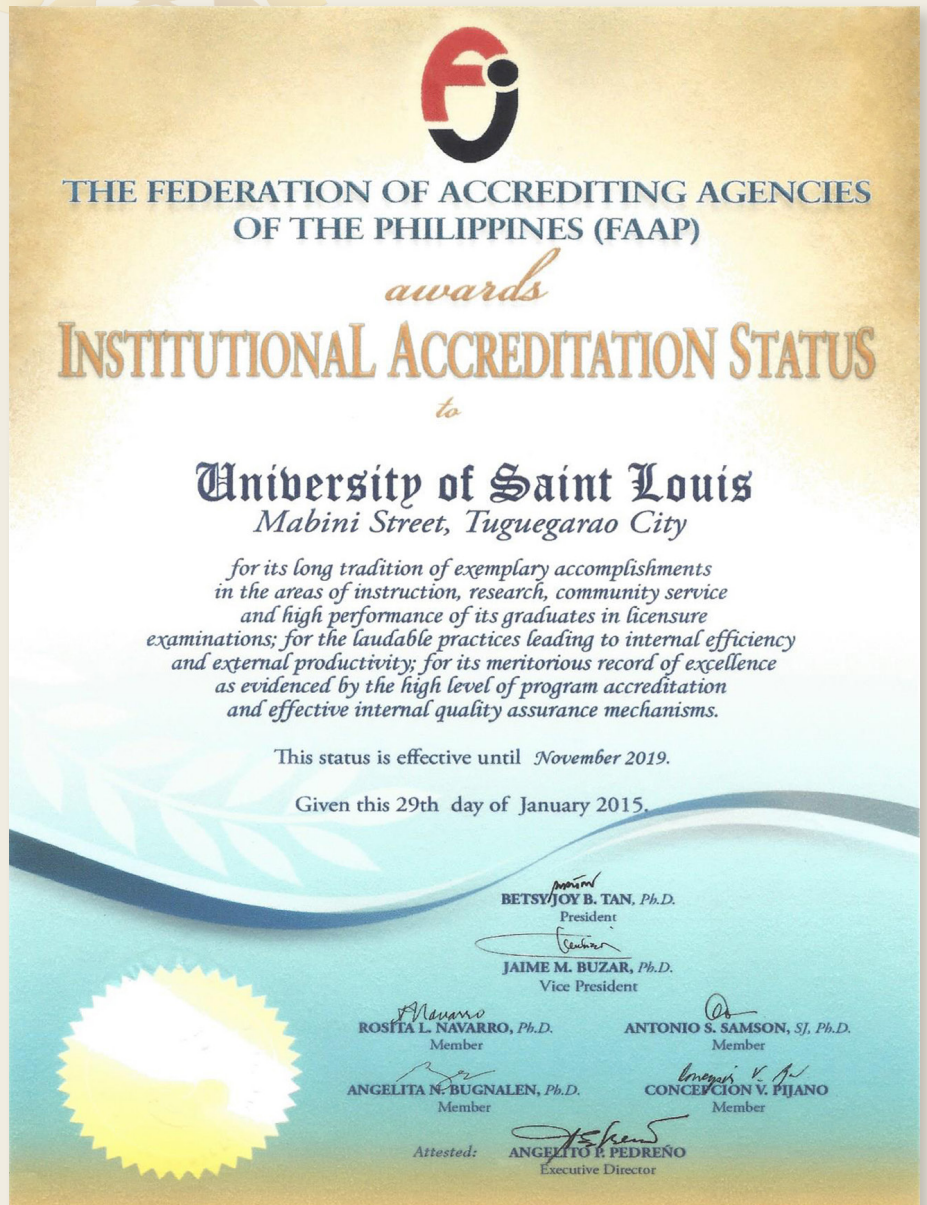 THE FEDERATION OF ACCREDITING AGENCIES
OF THE PHILIPPINES (FAAP)
awards
INSTITUTIONAL ACCREDITATION STATUS
to
University of Saint Louis
Mabini Street, Tuguegarao City
for its long tradition of exemplary accomplishments
in the areas of instruction, research, community service
and high performance of its graduates in licensure
examinations; for the laudable practices leading to internal efficiency
and external productivity; for its meritorious record of excellence
as evidenced by the high level of program accreditation
and effective internal quality assurance mechanisms.
This status is effective until November 2019.
Given this 29th day of January 2015.
BETSY JOY B. TAN, Ph.D.
President
JAIME M. BUZAR, Ph.D.
Vice President
ROSITA L. NAVARRO, Ph.D.
Member
ANTONIO S. SAMSON, SJ, Ph.D.
Member
ANGELITA N. BUGNALEN, Ph.D.
Member
CONCEPCION V. PIJANO
Member
Attested: ANGELITO P. PEDREÑO
Executive Director